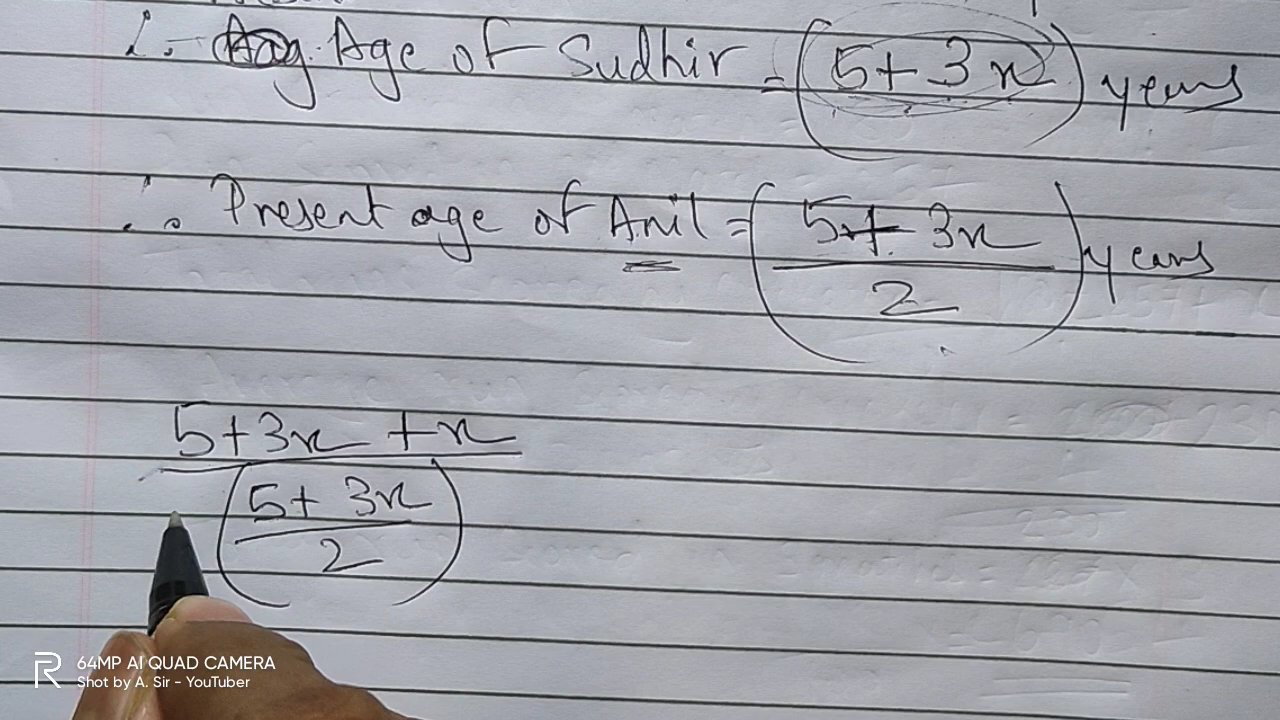 ∴ Age of Sudhir = (5+3x) years
∴ Present age of Anil = (5+3x / 2) years
5+3x+x
(5+3x / 2)
64MP AI QUAD CAMERA
Shot by A. Sir - YouTuber